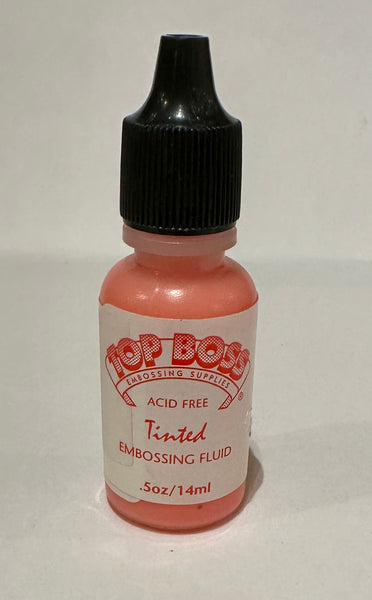 TOP BOSS
EMBOSSING SUPPLIES
®
ACID FREE
Tinted
EMBOSSING FLUID
.5oz/14ml